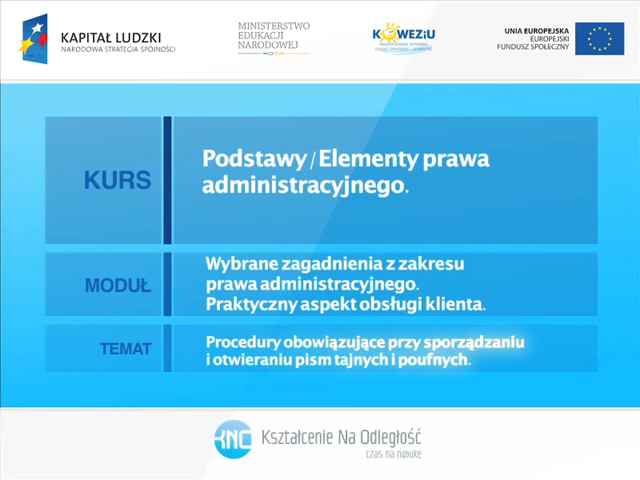 KAPITAŁ LUDZKI
NARODOWA STRATEGIA SPÓJNOŚCI
MINISTERSTWO
EDUKACJI
NARODOWEJ
KOWEZiU
UNIA EUROPEJSKA
EUROPEJSKI
FUNDUSZ SPOŁECZNY
KURS
Podstawy / Elementy prawa
administracyjnego.
MODUŁ
Wybrane zagadnienia z zakresu
prawa administracyjnego.
Praktyczny aspekt obsługi klienta.
TEMAT
Procedury obowiązujące przy sporządzaniu
i otwieraniu pism tajnych i poufnych.
KNO
Kształcenie Na Odległość
czas na naukę